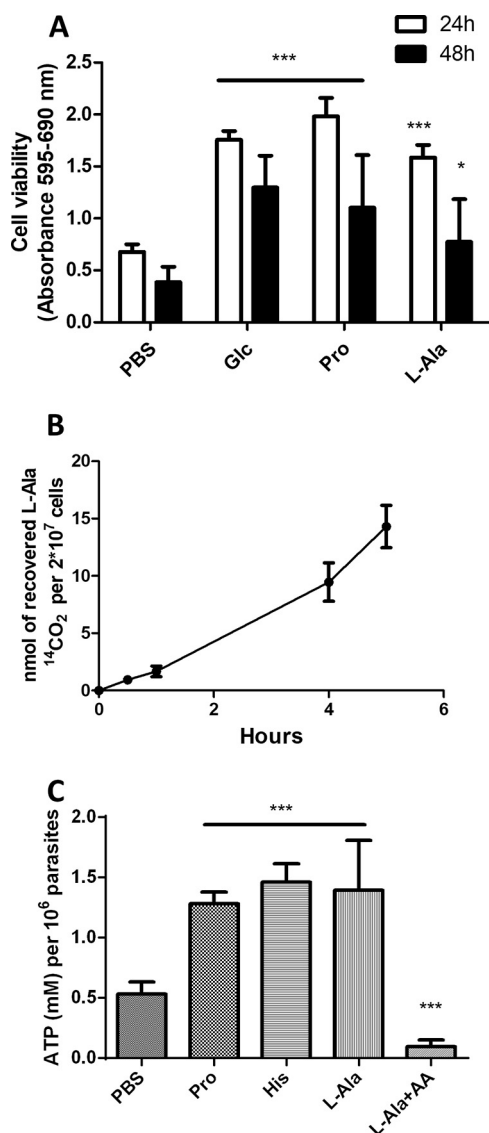 A
24h
48h
***
***
*
Cell viability
(Absorbance 595-690 nm)
2.5
2.0
1.5
1.0
0.5
0.0
PBS
Glc
Pro
L-Ala
B
nmol of recovered L-Ala
¹⁴CO₂ per 2*10⁷ cells
20
15
10
5
0
0
2
4
6
Hours
C
***
***
ATP (mM) per 10⁶ parasites
2.0
1.5
1.0
0.5
0.0
PBS
Pro
His
L-Ala
L-Ala+AA